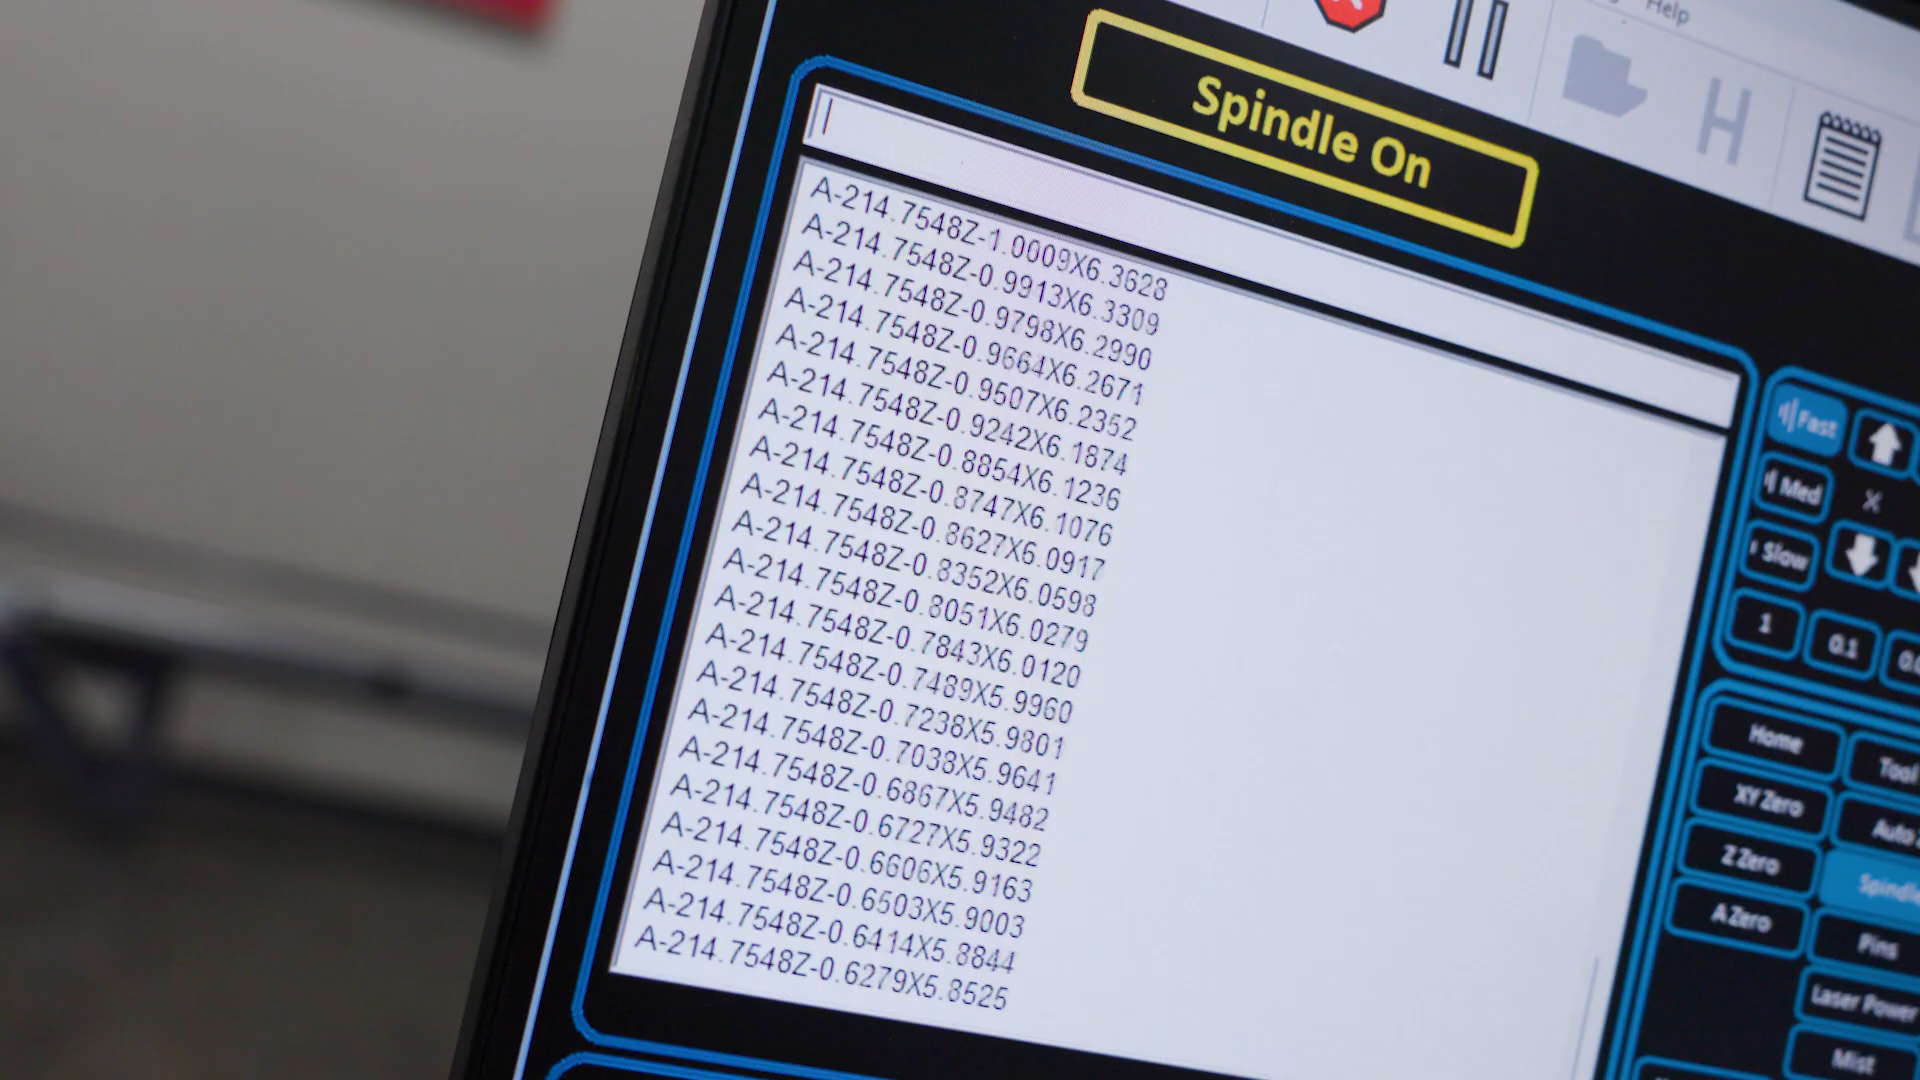 Help
Spindle On
A-214.7548Z-1.0009X6.3628
A-214.7548Z-0.9913X6.3309
A-214.7548Z-0.9798X6.2990
A-214.7548Z-0.9664X6.2671
A-214.7548Z-0.9507X6.2352
A-214.7548Z-0.9242X6.1874
A-214.7548Z-0.8854X6.1236
A-214.7548Z-0.8747X6.1076
A-214.7548Z-0.8627X6.0917
A-214.7548Z-0.8352X6.0598
A-214.7548Z-0.8051X6.0279
A-214.7548Z-0.7843X6.0120
A-214.7548Z-0.7489X5.9960
A-214.7548Z-0.7238X5.9801
A-214.7548Z-0.7038X5.9641
A-214.7548Z-0.6867X5.9482
A-214.7548Z-0.6727X5.9322
A-214.7548Z-0.6606X5.9163
A-214.7548Z-0.6503X5.9003
A-214.7548Z-0.6414X5.8844
A-214.7548Z-0.6279X5.8525
Fast
Med
X
Slow
1 0.1
Home Tool
XY Zero Auto
Z Zero Spindle
A Zero Pins
Laser Power
Mist